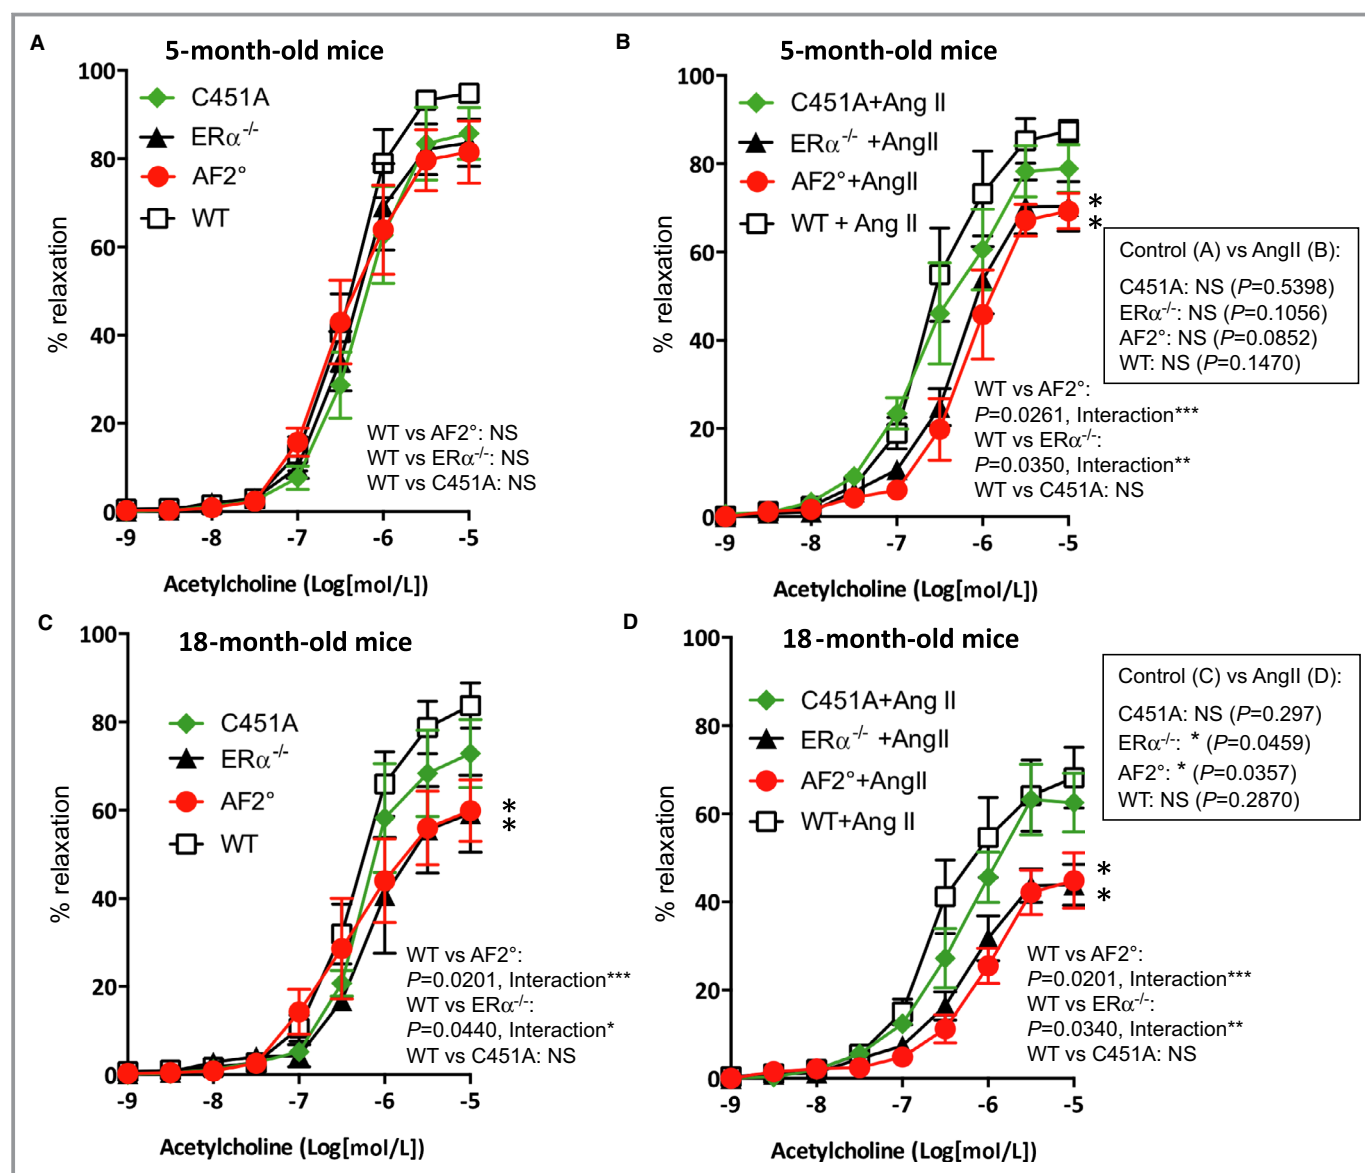 A
5-month-old mice
100
80
60
40
20
0
% relaxation
C451A
ERα-/-
AF2°
WT
WT vs AF2°: NS
WT vs ERα-/-: NS
WT vs C451A: NS
-9 -8 -7 -6 -5
Acetylcholine (Log[mol/L])
B
5-month-old mice
100
80
60
40
20
0
% relaxation
C451A+Ang II
ERα-/- +AngII
AF2°+AngII
WT + Ang II
*
*
Control (A) vs AngII (B):
C451A: NS (P=0.5398)
ERα-/-: NS (P=0.1056)
AF2°: NS (P=0.0852)
WT: NS (P=0.1470)
WT vs AF2°:
P=0.0261, Interaction***
WT vs ERα-/-:
P=0.0350, Interaction**
WT vs C451A: NS
-9 -8 -7 -6 -5
Acetylcholine (Log[mol/L])
C
18-month-old mice
100
80
60
40
20
0
% relaxation
C451A
ERα-/-
AF2°
WT
*
*
WT vs AF2°:
P=0.0201, Interaction***
WT vs ERα-/-:
P=0.0440, Interaction*
WT vs C451A: NS
-9 -8 -7 -6 -5
Acetylcholine (Log[mol/L])
D
18-month-old mice
100
80
60
40
20
0
% relaxation
C451A+Ang II
ERα-/- +AngII
AF2°+AngII
WT+Ang II
*
*
Control (C) vs AngII (D):
C451A: NS (P=0.297)
ERα-/-: * (P=0.0459)
AF2°: * (P=0.0357)
WT: NS (P=0.2870)
WT vs AF2°:
P=0.0201, Interaction***
WT vs ERα-/-:
P=0.0340, Interaction**
WT vs C451A: NS
-9 -8 -7 -6 -5
Acetylcholine (Log[mol/L])